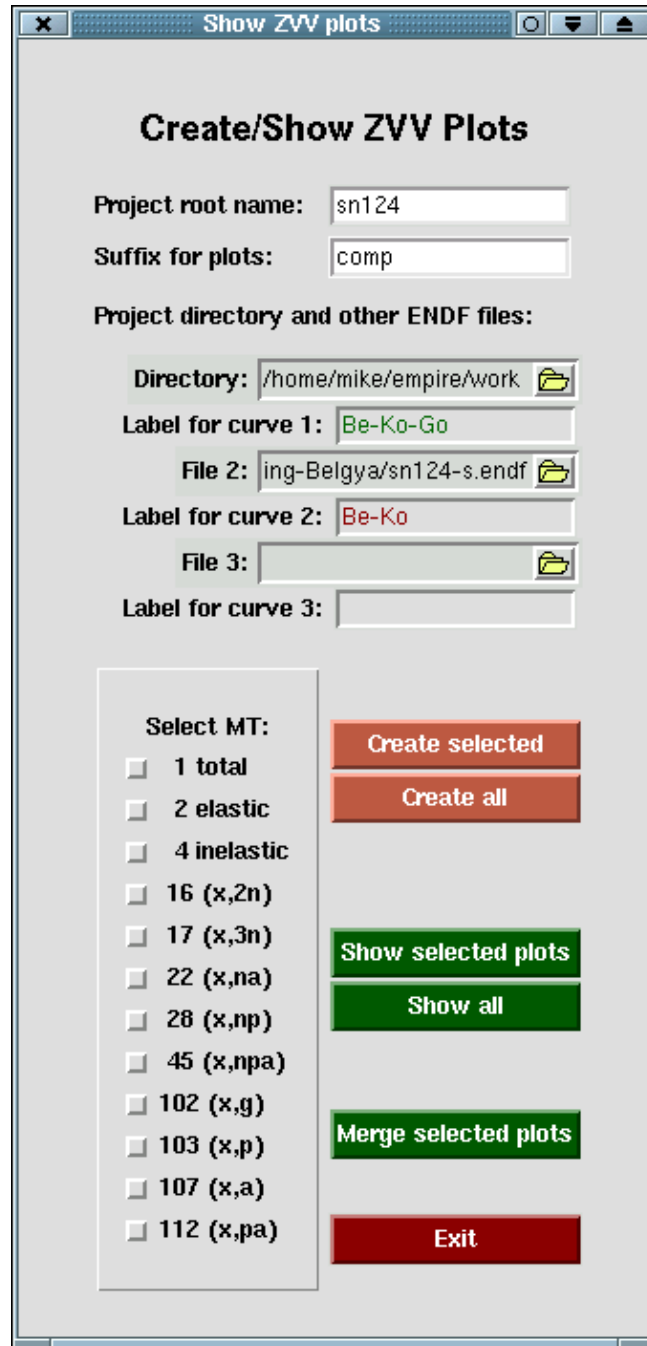 Show ZVV plots
Create/Show ZVV Plots
Project root name: sn124
Suffix for plots: comp
Project directory and other ENDF files:
Directory: /home/mike/empire/work
Label for curve 1: Be-Ko-Go
File 2: ing-Belgya/sn124-s.endf
Label for curve 2: Be-Ko
File 3:
Label for curve 3:
Select MT:
1 total
2 elastic
4 inelastic
16 (x,2n)
17 (x,3n)
22 (x,na)
28 (x,np)
45 (x,npa)
102 (x,g)
103 (x,p)
107 (x,a)
112 (x,pa)
Create selected
Create all
Show selected plots
Show all
Merge selected plots
Exit